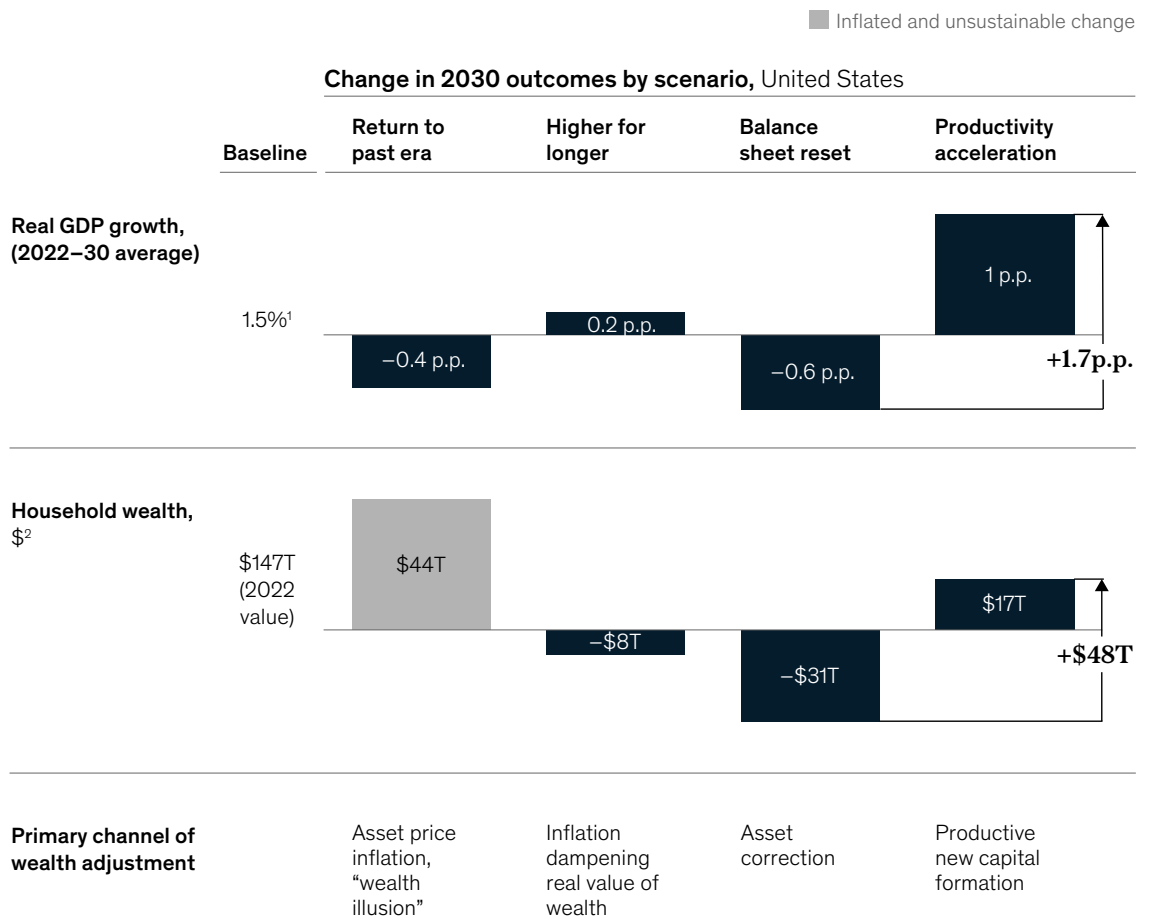 Inflated and unsustainable change
Change in 2030 outcomes by scenario, United States
Baseline
Return to
past era
Higher for
longer
Balance
sheet reset
Productivity
acceleration
Real GDP growth,
(2022–30 average)
1.5%¹
–0.4 p.p.
0.2 p.p.
–0.6 p.p.
1 p.p.
+1.7p.p.
Household wealth,
$²
$147T
(2022
value)
$44T
–$8T
–$31T
$17T
+$48T
Primary channel of
wealth adjustment
Asset price
inflation,
“wealth
illusion”
Inflation
dampening
real value of
wealth
Asset
correction
Productive
new capital
formation